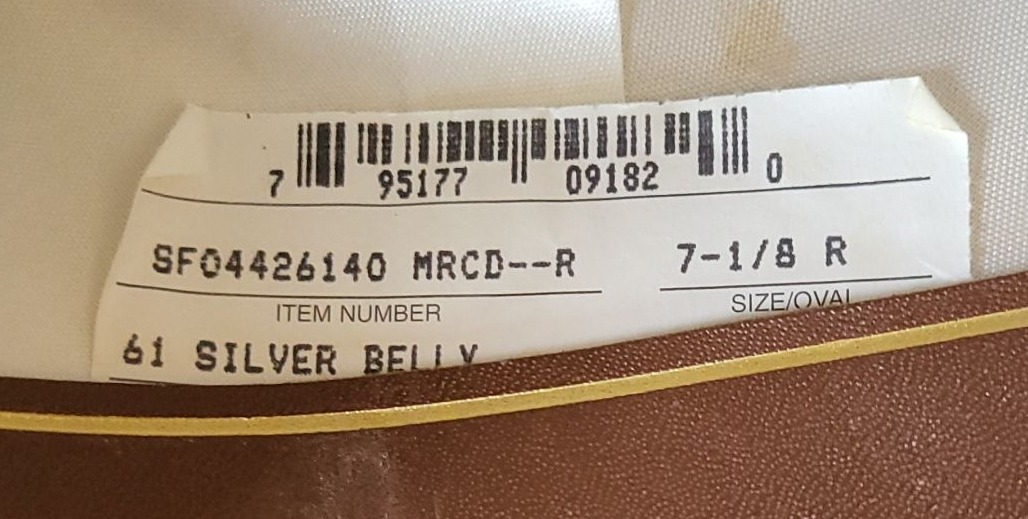 7 95177 09182 0
SF04426140 MRCD--R 7-1/8 R
ITEM NUMBER SIZE/OVAL
61 SILVER BELLY